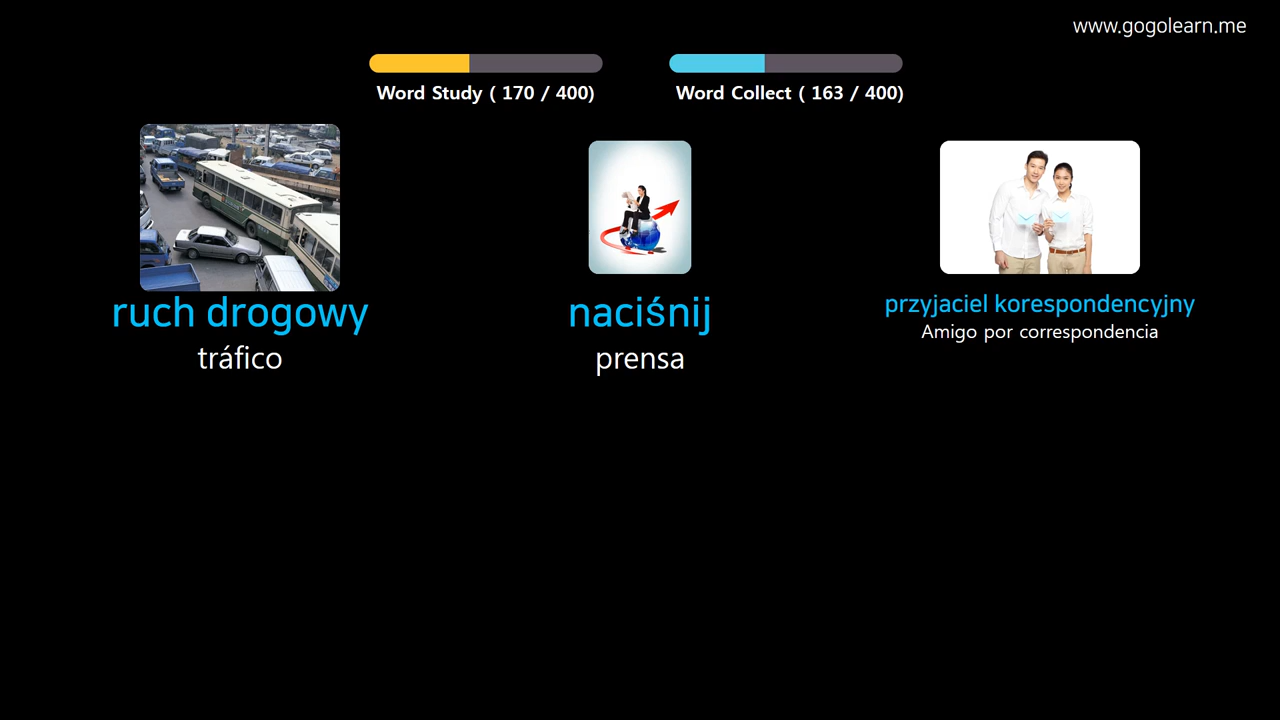 www.gogolearn.me
Word Study ( 170 / 400)
Word Collect ( 163 / 400)
ruch drogowy
tráfico
naciśnij
prensa
przyjaciel korespondencyjny
Amigo por correspondencia